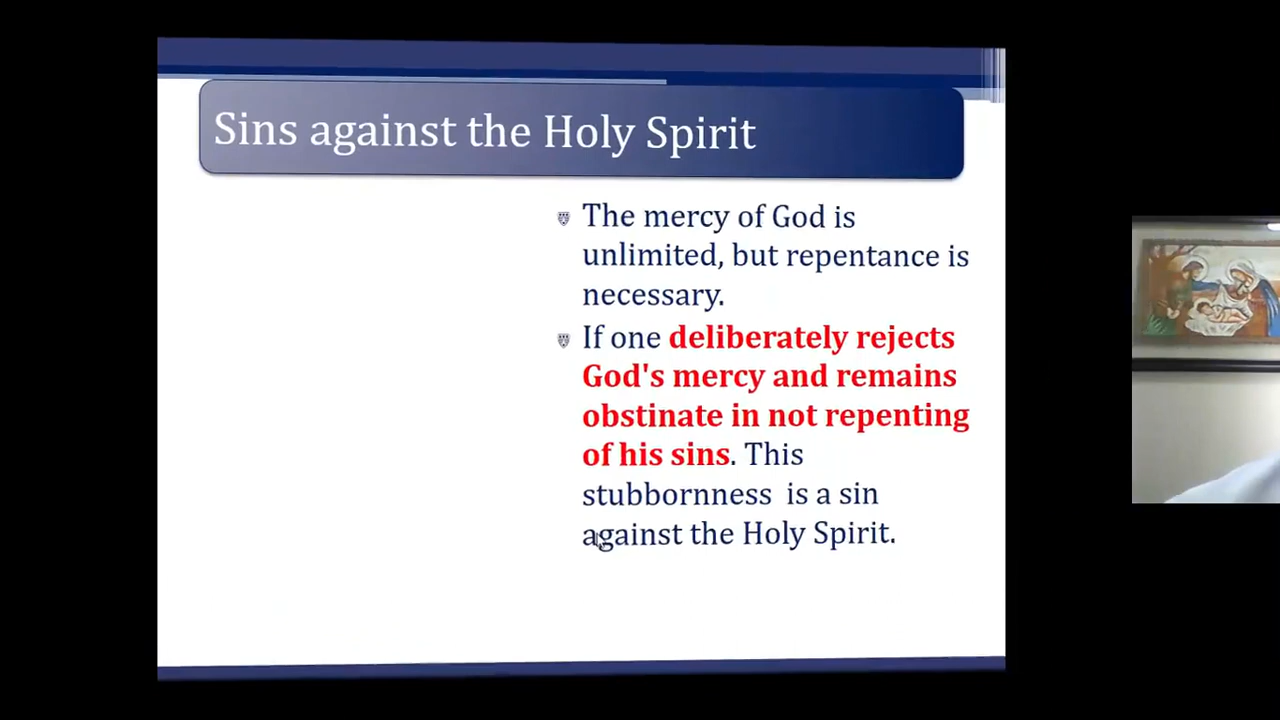 Sins against the Holy Spirit
The mercy of God is
unlimited, but repentance is
necessary.
If one deliberately rejects
God's mercy and remains
obstinate in not repenting
of his sins. This
stubbornness is a sin
against the Holy Spirit.